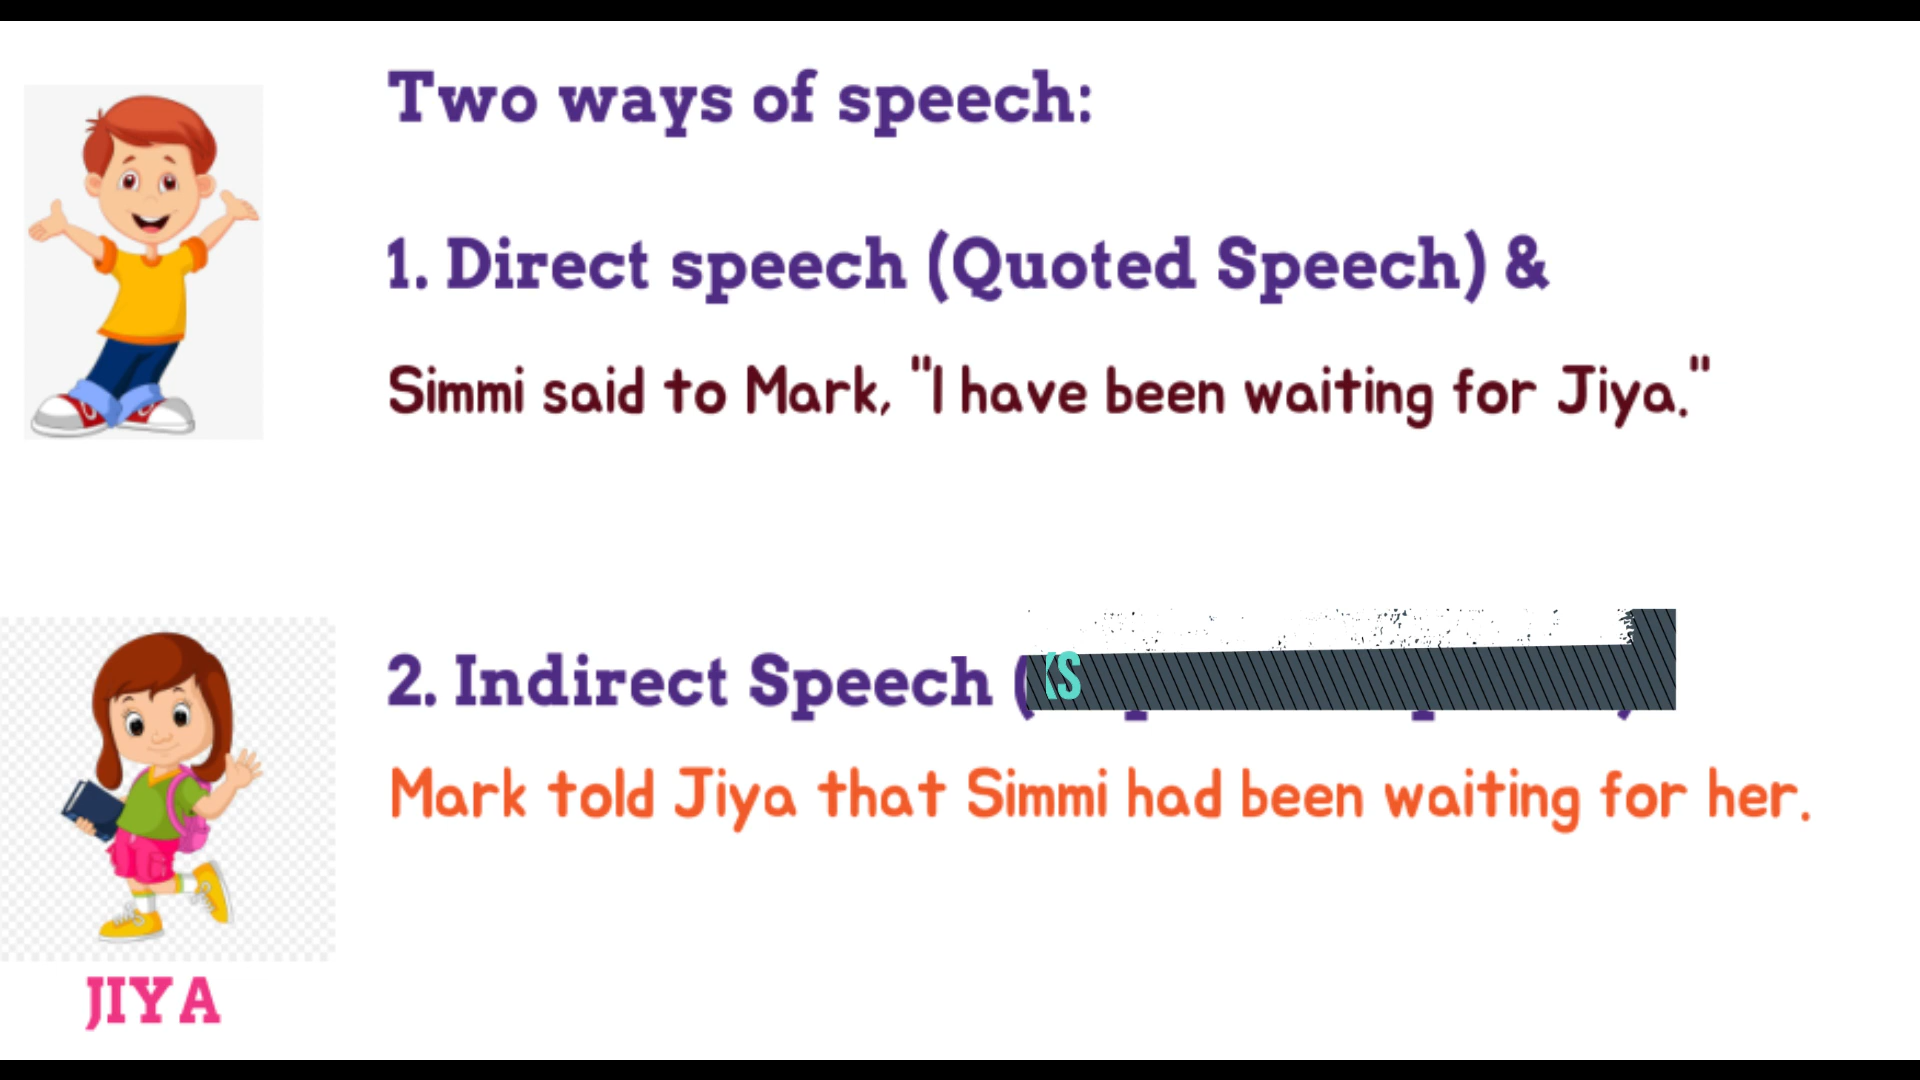 Two ways of speech:
1. Direct speech (Quoted Speech) &
Simmi said to Mark, "I have been waiting for Jiya."
2. Indirect Speech (
Mark told Jiya that Simmi had been waiting for her.
JIYA